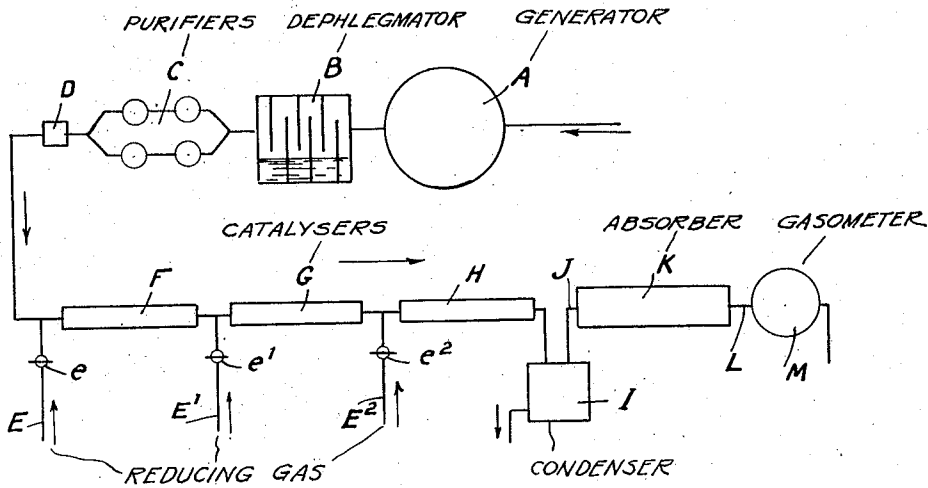 PURIFIERS DEPHLEGMATOR GENERATOR
D C B A
CATALYSERS ABSORBER GASOMETER
F G H J K
e e¹ e² L M
E E¹ E² I
REDUCING GAS CONDENSER